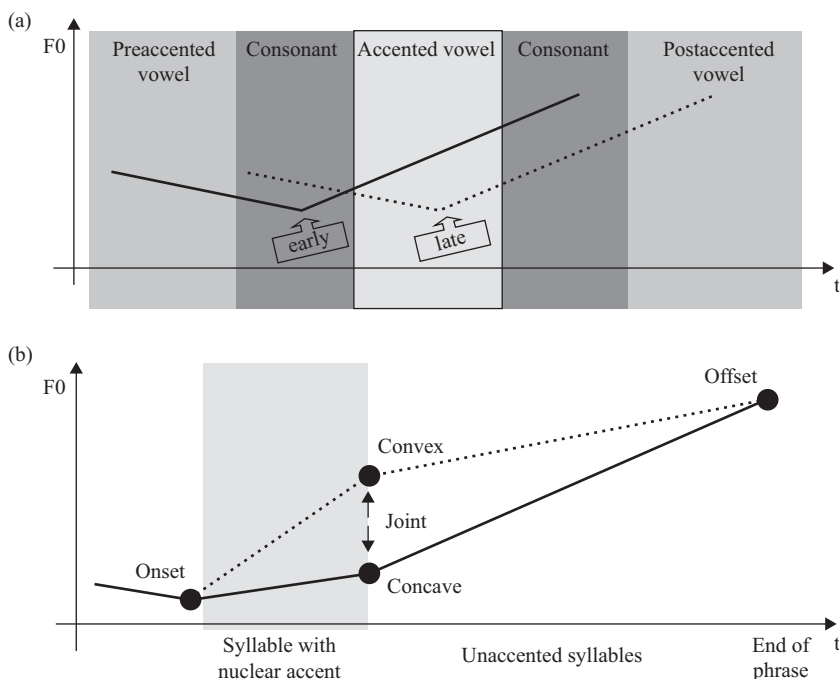 (a)
F0
Preaccented
vowel
Consonant
Accented vowel
Consonant
Postaccented
vowel
early
late
t
(b)
F0
Offset
Convex
Joint
Onset
Concave
t
Syllable with
nuclear accent
Unaccented syllables
End of
phrase